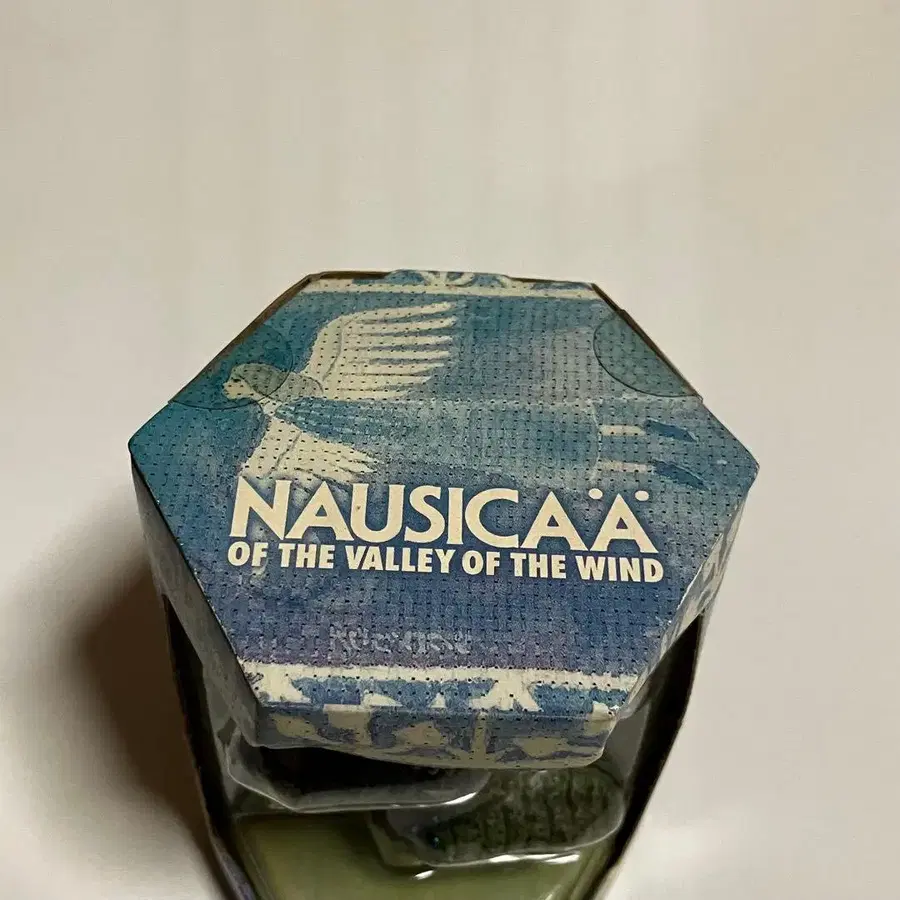 NAUSICAÄ
OF THE VALLEY OF THE WIND